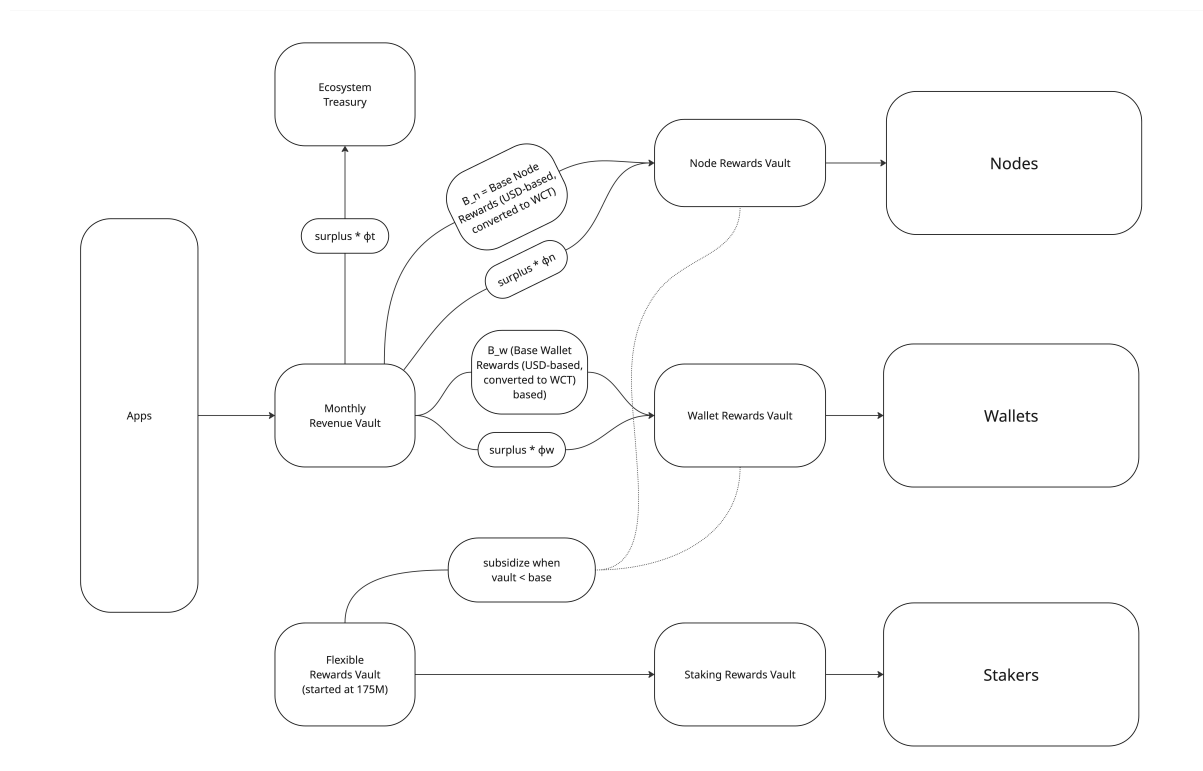 Ecosystem
Treasury
surplus * ϕt
B_n = Base Node
Rewards (USD-based,
converted to WCT)
surplus * ϕn
Node Rewards Vault
Nodes
Apps
Monthly
Revenue Vault
B_w (Base Wallet
Rewards (USD-based,
converted to WCT)
based)
surplus * ϕw
Wallet Rewards Vault
Wallets
subsidize when
vault < base
Flexible
Rewards Vault
(started at 175M)
Staking Rewards Vault
Stakers